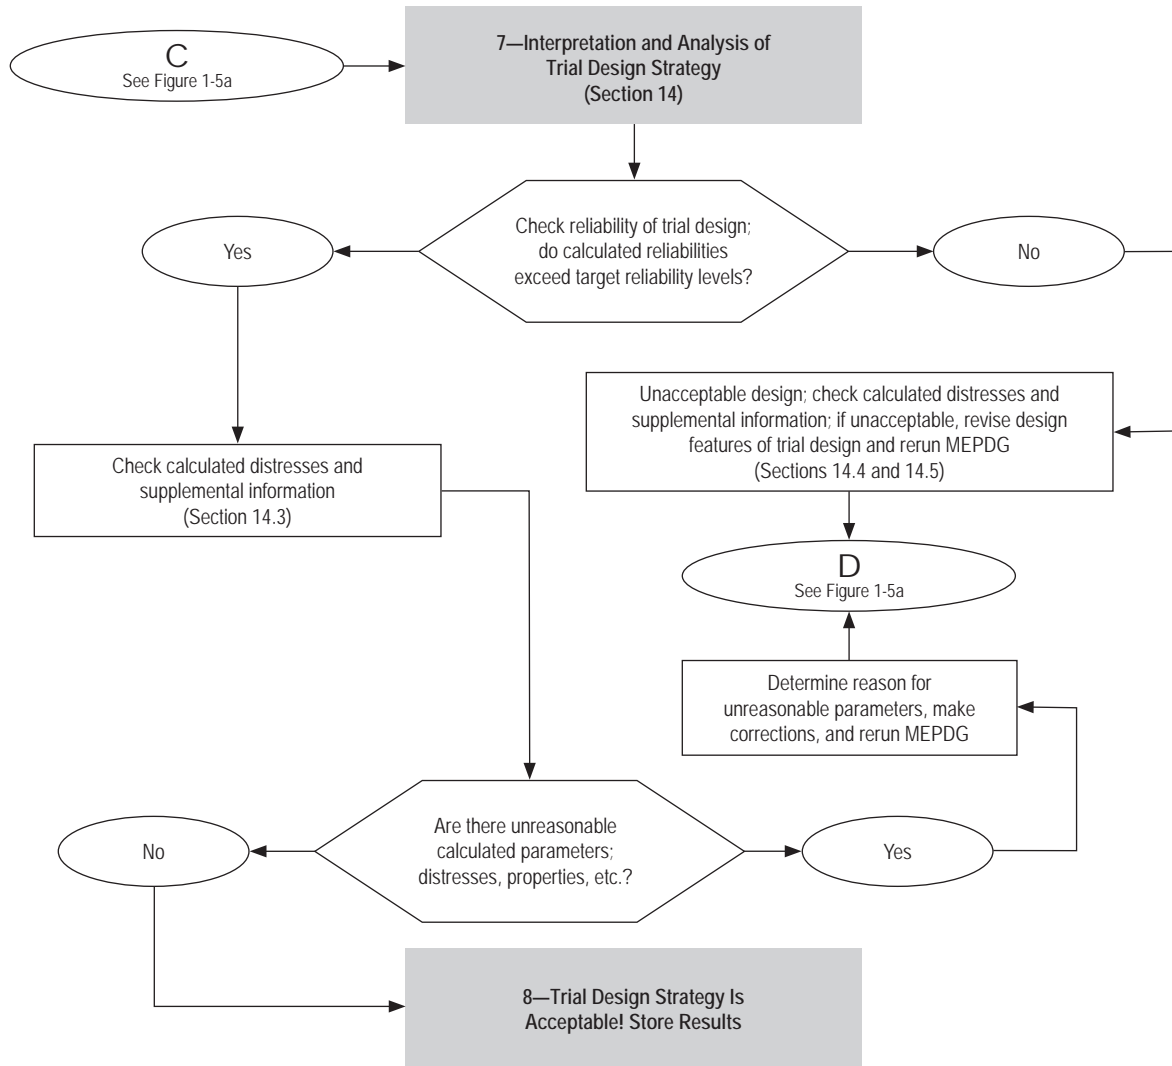 C
See Figure 1-5a
7—Interpretation and Analysis of
Trial Design Strategy
(Section 14)
Check reliability of trial design;
do calculated reliabilities
exceed target reliability levels?
Yes
No
Unacceptable design; check calculated distresses and
supplemental information; if unacceptable, revise design
features of trial design and rerun MEPDG
(Sections 14.4 and 14.5)
Check calculated distresses and
supplemental information
(Section 14.3)
D
See Figure 1-5a
Determine reason for
unreasonable parameters, make
corrections, and rerun MEPDG
Are there unreasonable
calculated parameters;
distresses, properties, etc.?
No
Yes
8—Trial Design Strategy Is
Acceptable! Store Results